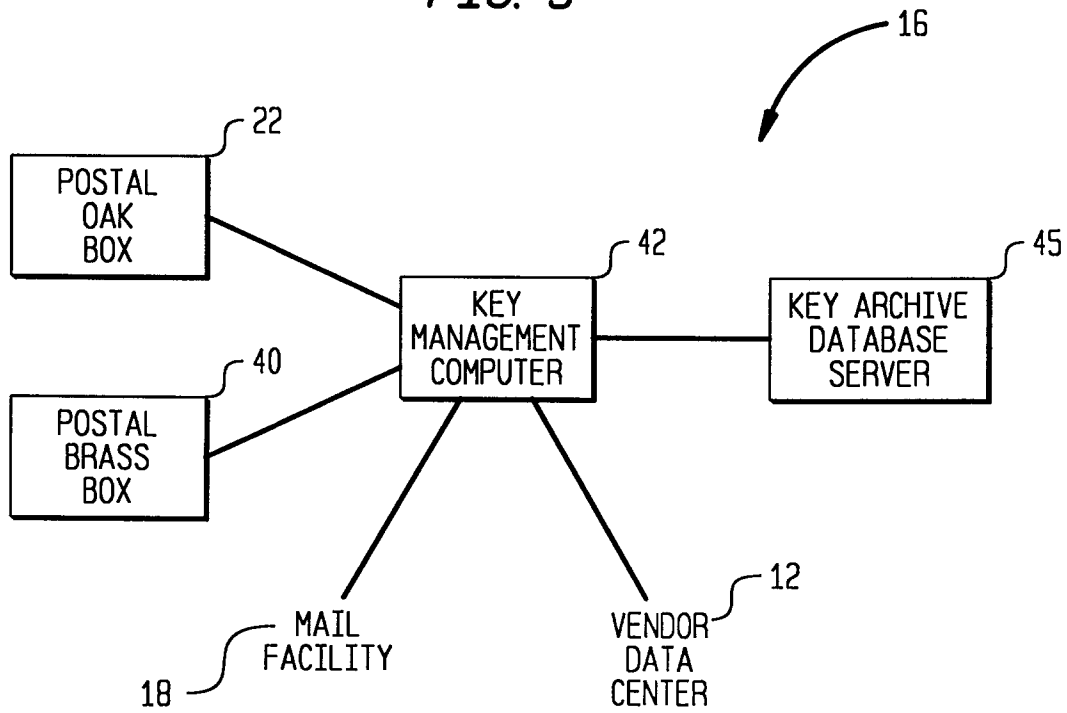 16
22
POSTAL
OAK
BOX
42
KEY
MANAGEMENT
COMPUTER
45
KEY ARCHIVE
DATABASE
SERVER
40
POSTAL
BRASS
BOX
MAIL
FACILITY
18
12
VENDOR
DATA
CENTER